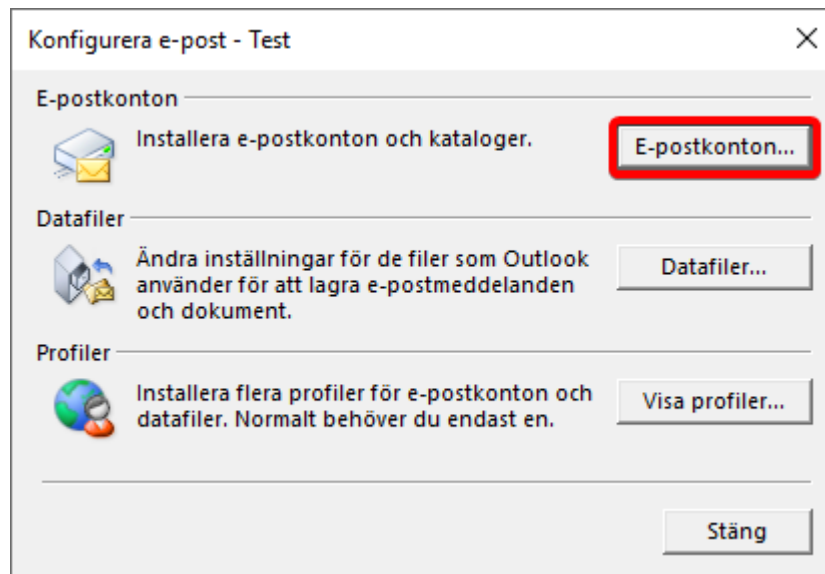 Konfigurera e-post - Test
E-postkonton
Installera e-postkonton och kataloger.
E-postkonton...
Datafiler
Ändra inställningar för de filer som Outlook
använder för att lagra e-postmeddelanden
och dokument.
Datafiler...
Profiler
Installera flera profiler för e-postkonton och
datafiler. Normalt behöver du endast en.
Visa profiler...
Stäng